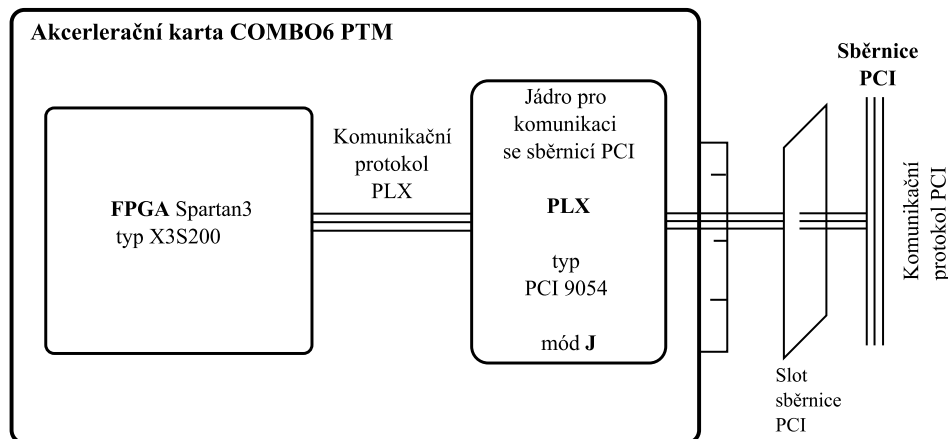 Akcerlerační karta COMBO6 PTM
FPGA Spartan3
typ X3S200
Komunikační
protokol
PLX
Jádro pro
komunikaci
se sběrnicí PCI
PLX
typ
PCI 9054
mód J
Slot
sběrnice
PCI
Sběrnice
PCI
Komunikační
protokol PCI